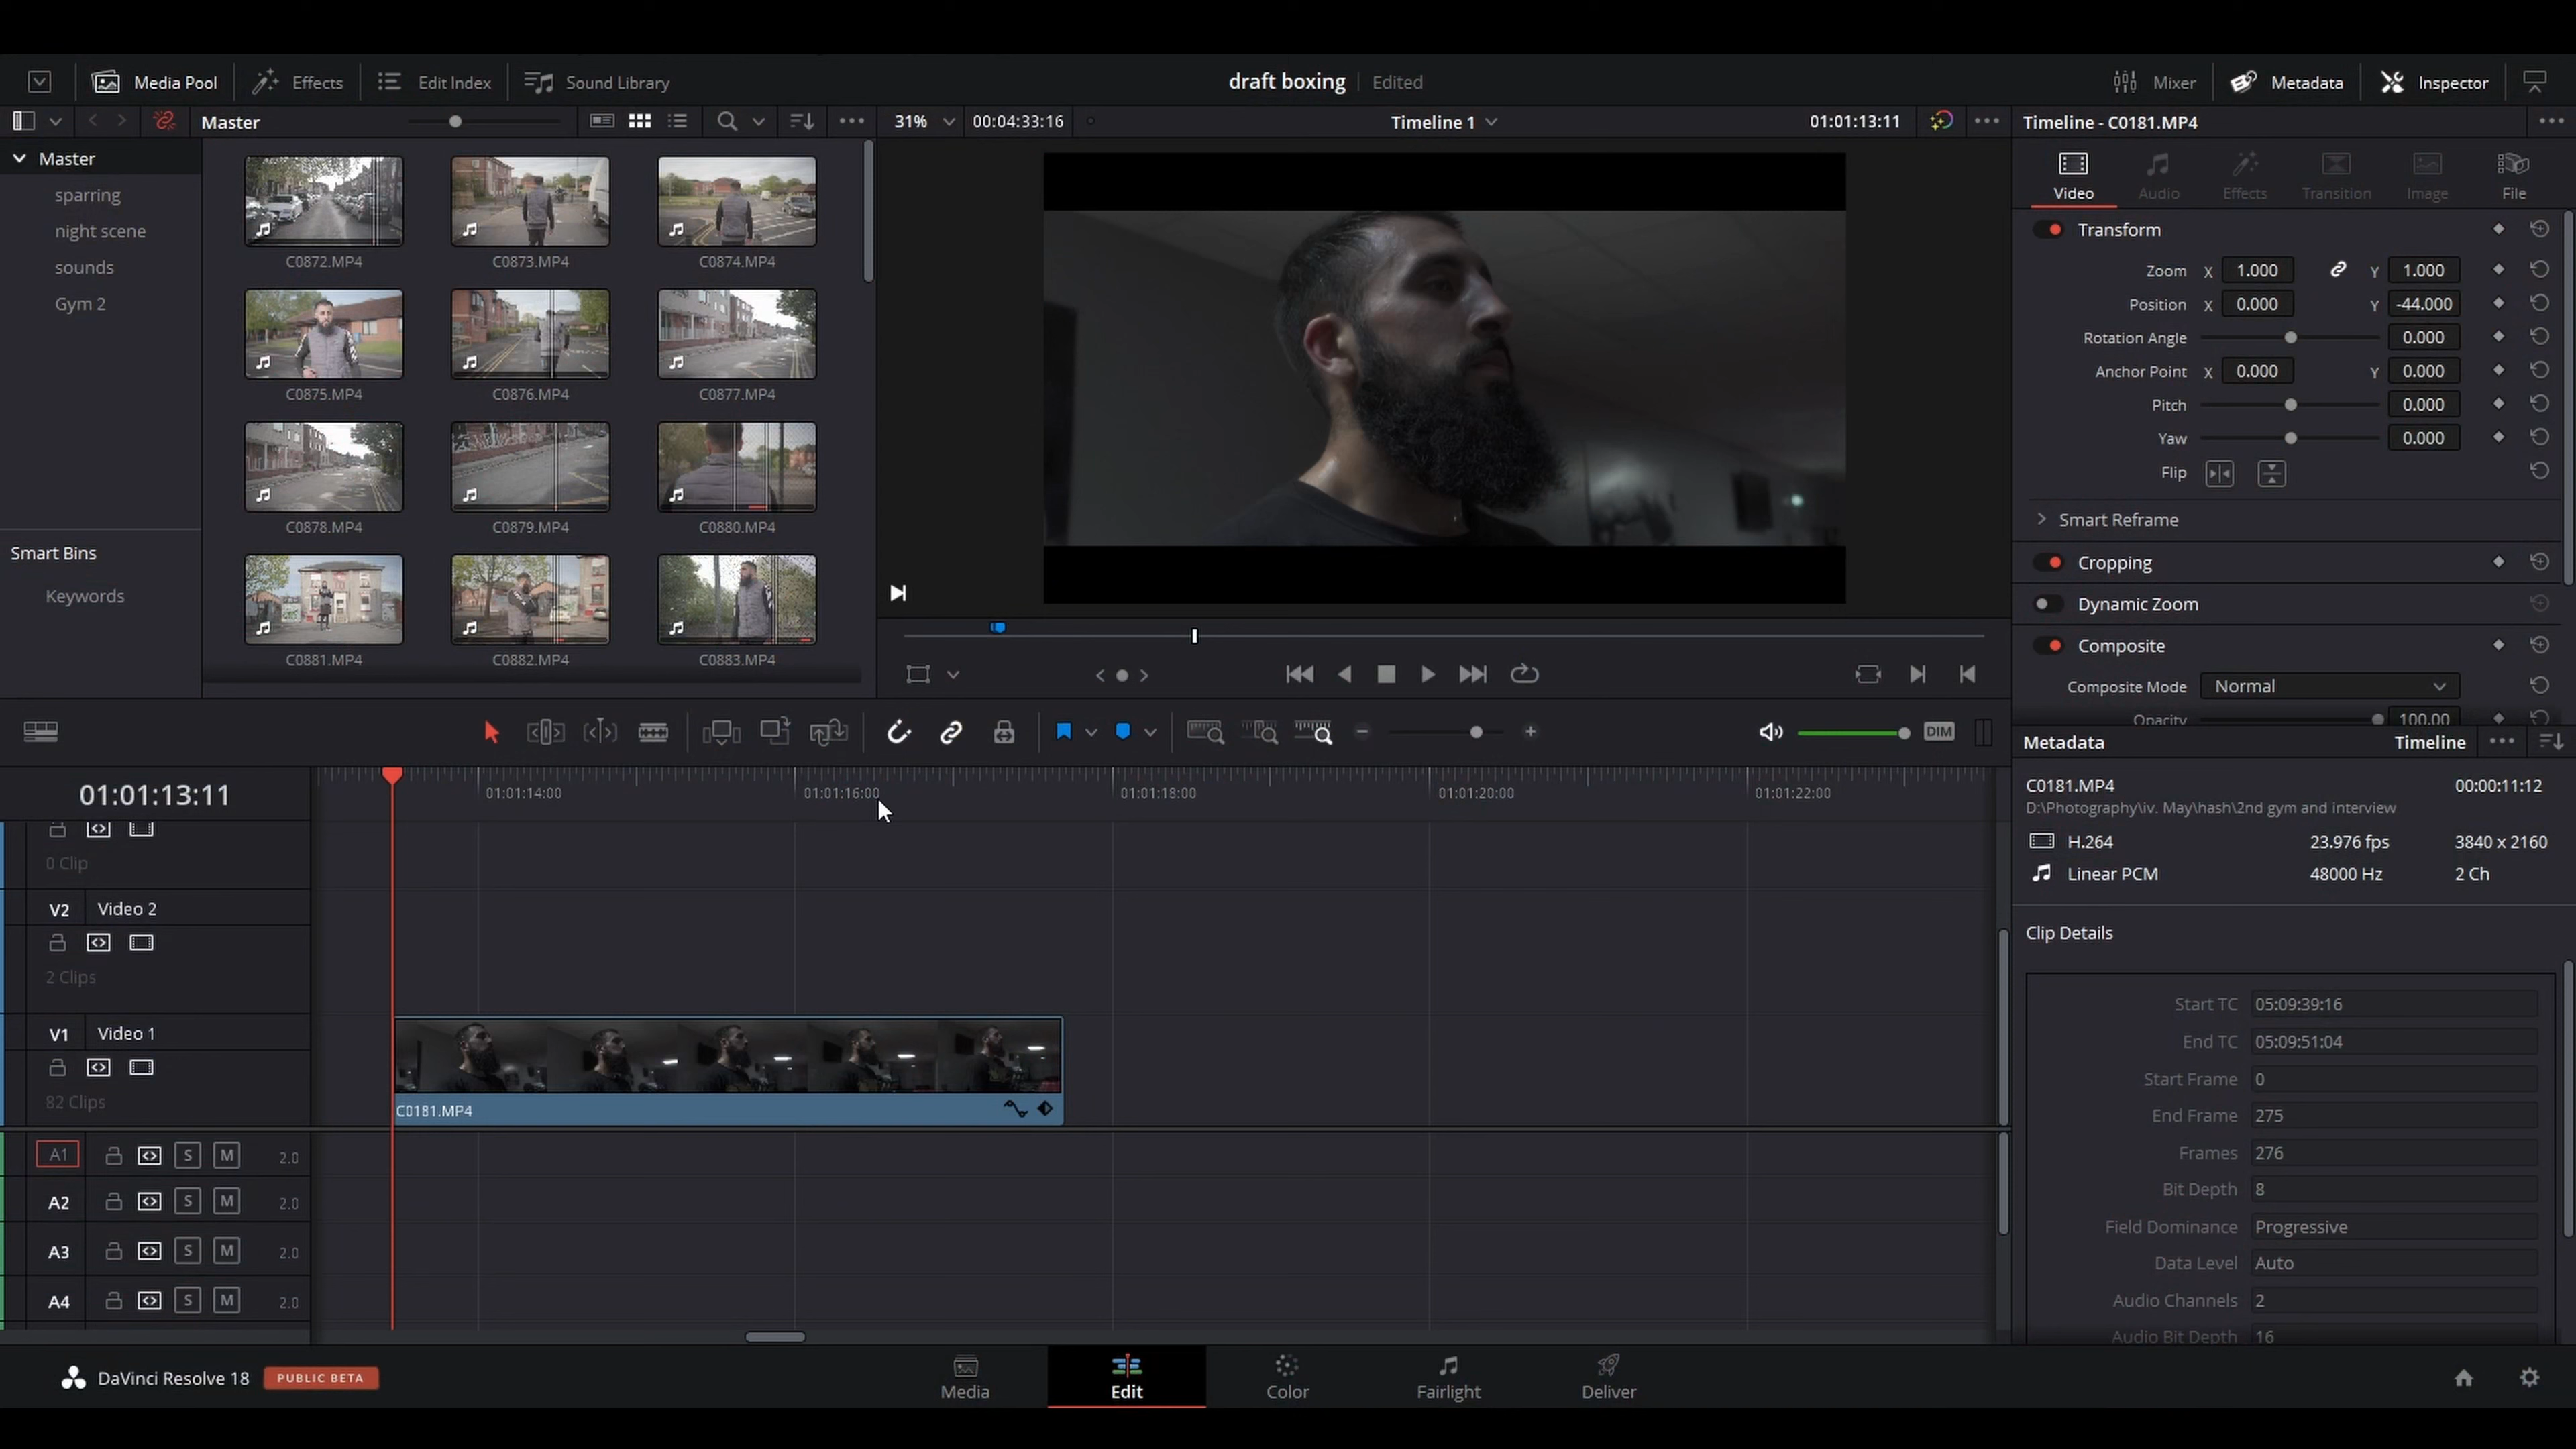 Media Pool Effects Edit Index Sound Library draft boxing Edited Mixer Metadata Inspector
Master 31% 00:04:33:16 Timeline 1 01:01:13:11 Timeline - C0181.MP4
Master
sparring
night scene
sounds
Gym 2
Smart Bins
Keywords
C0872.MP4 C0873.MP4 C0874.MP4
C0875.MP4 C0876.MP4 C0877.MP4
C0878.MP4 C0879.MP4 C0880.MP4
C0881.MP4 C0882.MP4 C0883.MP4
Video Audio Effects Transition Image File
Transform
Zoom X 1.000 Y 1.000
Position X 0.000 Y -44.000
Rotation Angle 0.000
Anchor Point X 0.000 Y 0.000
Pitch 0.000
Yaw 0.000
Flip
Smart Reframe
Cropping
Dynamic Zoom
Composite
Composite Mode Normal
Opacity 100.00
DIM
01:01:13:11
01:01:14:00 01:01:16:00 01:01:18:00 01:01:20:00 01:01:22:00
0 Clip
V2 Video 2
2 Clips
V1 Video 1
82 Clips
C0181.MP4
A1 S M 2.0
A2 S M 2.0
A3 S M 2.0
A4 S M 2.0
Metadata Timeline
C0181.MP4 00:00:11:12
D:\Photography\iv. May\hash\2nd gym and interview
H.264 23.976 fps 3840 x 2160
Linear PCM 48000 Hz 2 Ch
Clip Details
Start TC 05:09:39:16
End TC 05:09:51:04
Start Frame 0
End Frame 275
Frames 276
Bit Depth 8
Field Dominance Progressive
Data Level Auto
Audio Channels 2
Audio Bit Depth 16
DaVinci Resolve 18 PUBLIC BETA Media Edit Color Fairlight Deliver